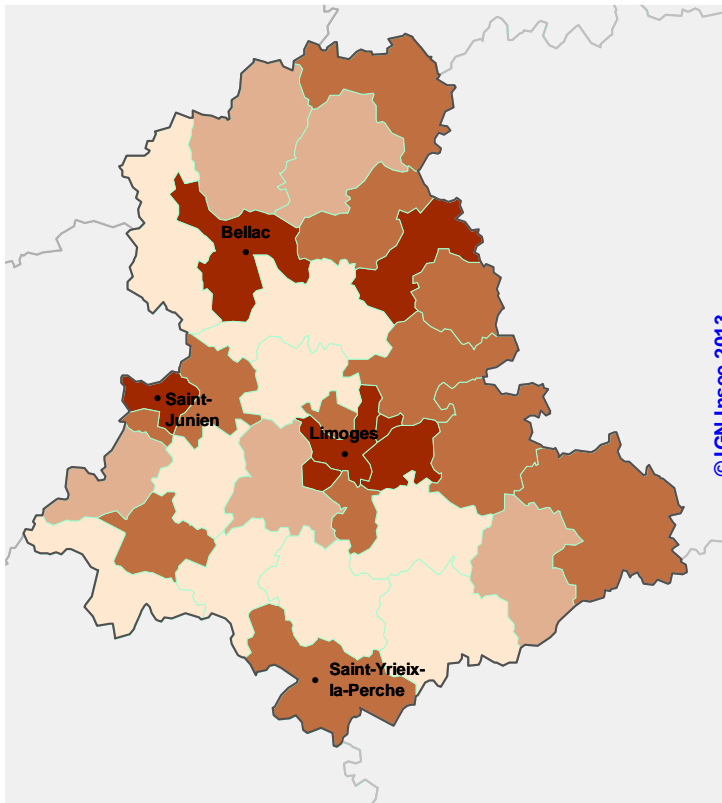 Bellac
Saint-
Junien
Limoges
Saint-Yrieix-
la-Perche
© IGN Insee 2013